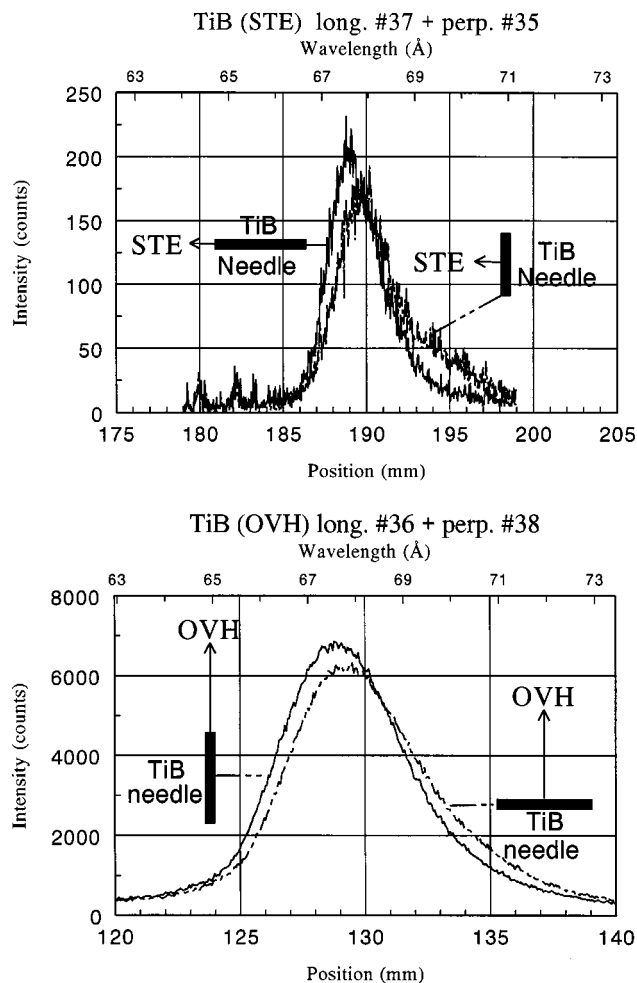 TiB (STE) long. #37 + perp. #35
Wavelength (Å)
63 65 67 69 71 73
250
200
150
100
50
0
Intensity (counts)
STE
TiB
Needle
STE
TiB
Needle
175 180 185 190 195 200 205
Position (mm)
TiB (OVH) long. #36 + perp. #38
Wavelength (Å)
63 65 67 69 71 73
8000
6000
4000
2000
0
Intensity (counts)
OVH
TiB
needle
OVH
TiB
needle
120 125 130 135 140
Position (mm)